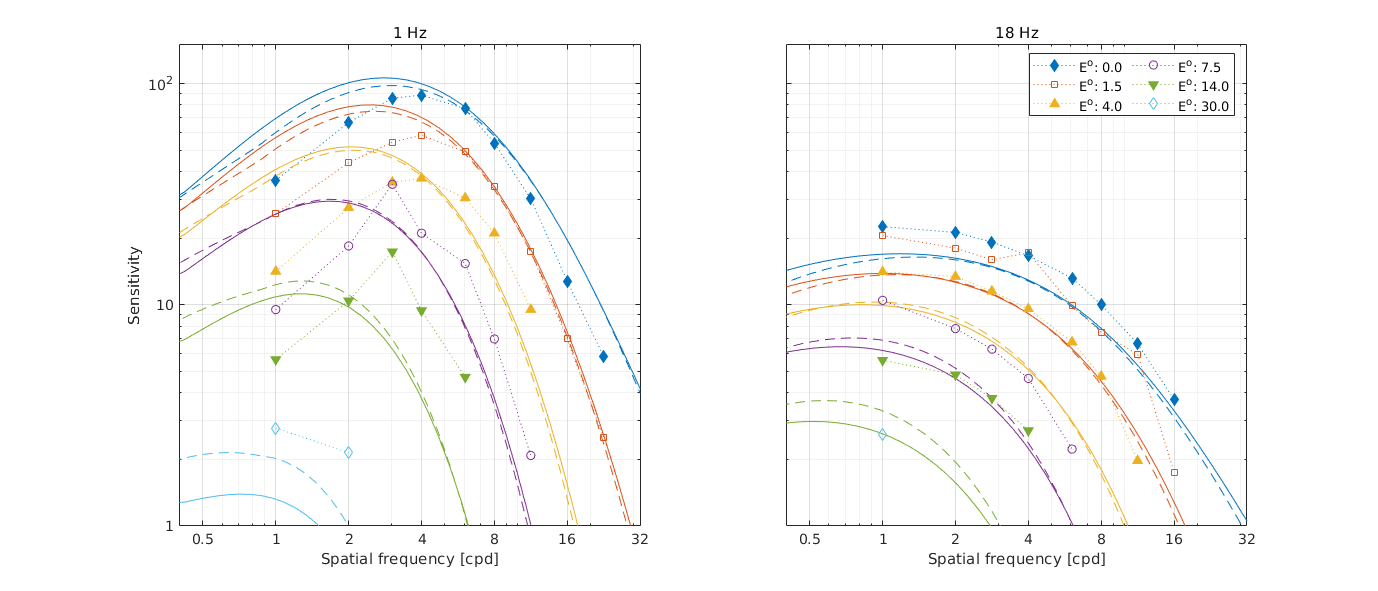 1 Hz
10²
10
1
Sensitivity
0.5 1 2 4 8 16 32
Spatial frequency [cpd]
18 Hz
Eº: 0.0 Eº: 7.5
Eº: 1.5 Eº: 14.0
Eº: 4.0 Eº: 30.0
0.5 1 2 4 8 16 32
Spatial frequency [cpd]